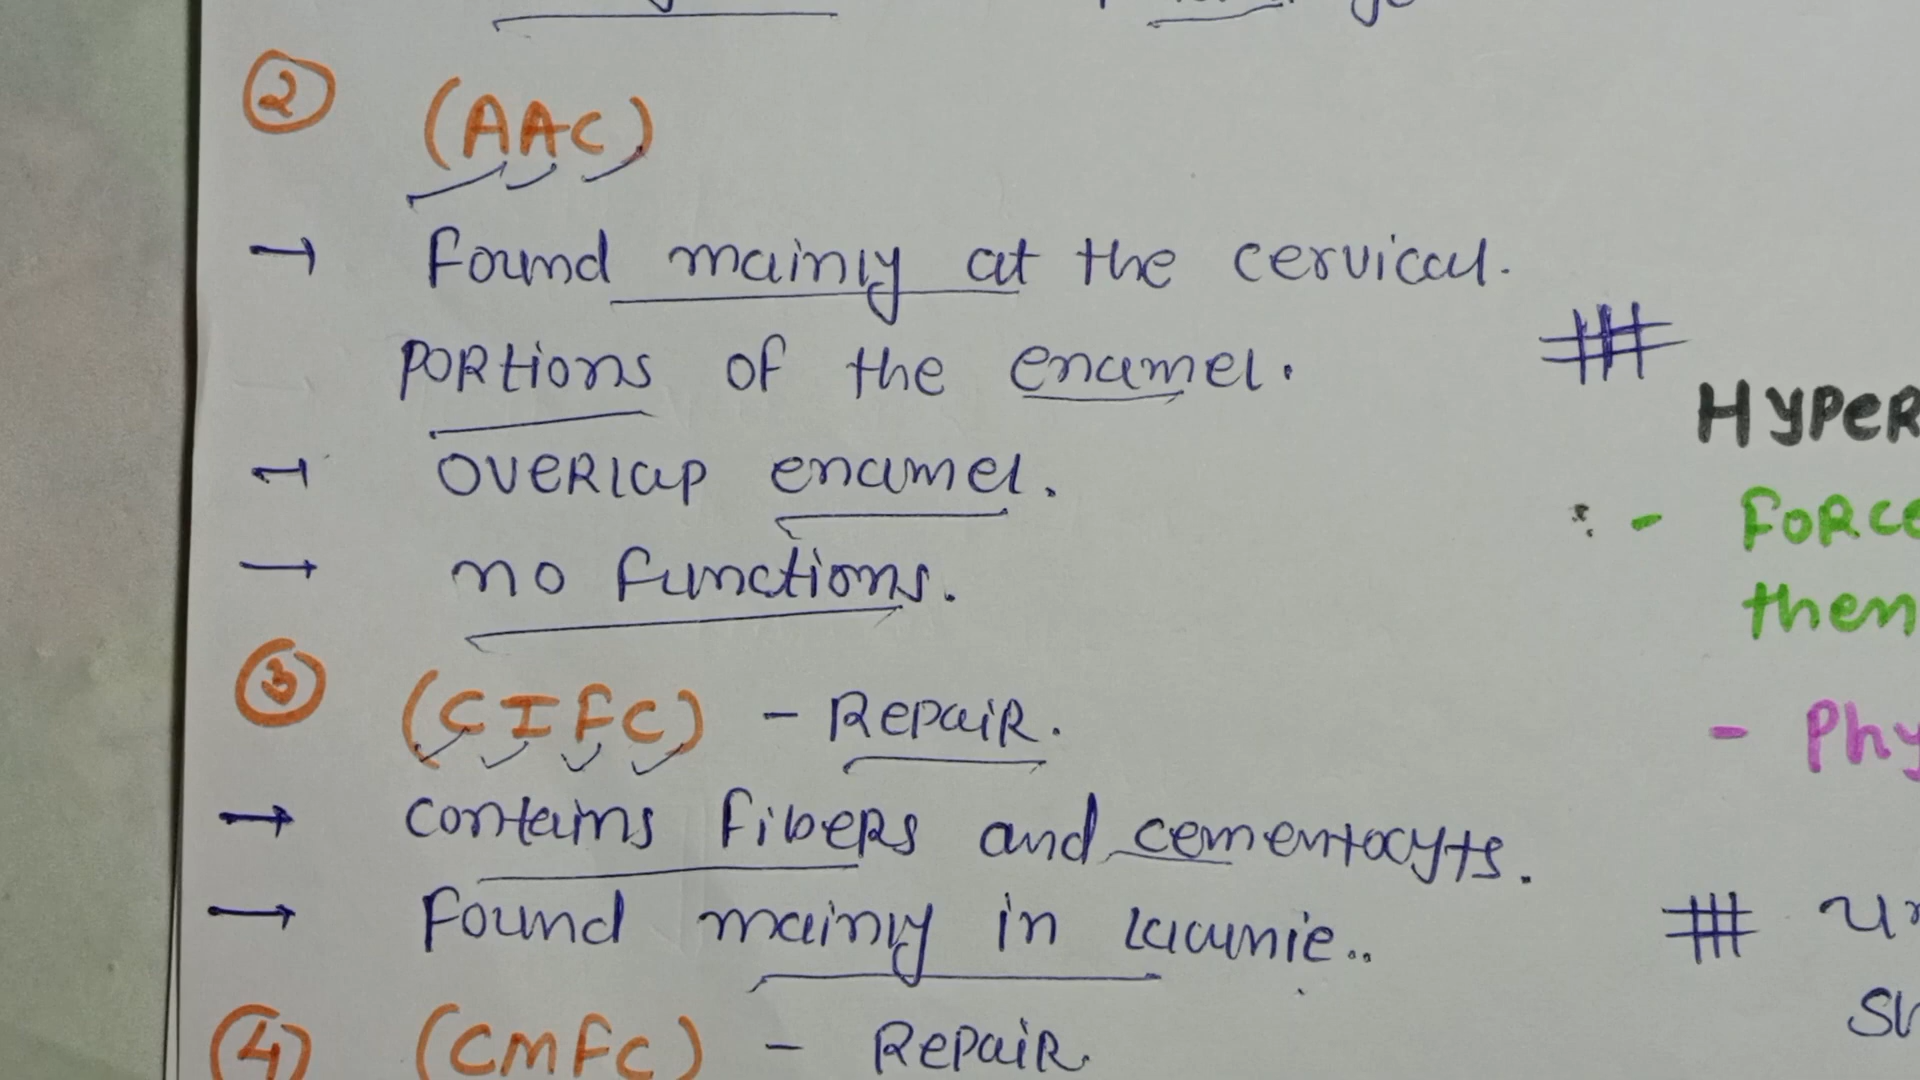 ② (AAC)
→ Found mainly at the cervical.
portions of the enamel.
→ overlap enamel.
→ no functions.
③ (CIFC) - Repair.
→ contains fibers and cementocyts.
→ Found mainly in
④ (CMFC) - Repair.
HYPER
- Force
then
- Phy